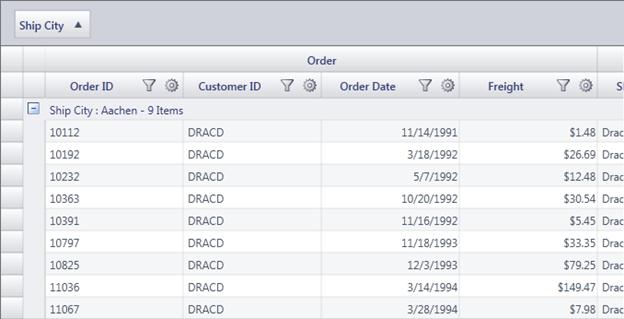 Ship City
Order
Order ID Customer ID Order Date Freight
Ship City : Aachen - 9 Items
10112 DRACD 11/14/1991 $1.48 Drac
10192 DRACD 3/18/1992 $26.69 Drac
10232 DRACD 5/7/1992 $12.48 Drac
10363 DRACD 10/20/1992 $30.54 Drac
10391 DRACD 11/16/1992 $5.45 Drac
10797 DRACD 11/18/1993 $33.35 Drac
10825 DRACD 12/3/1993 $79.25 Drac
11036 DRACD 3/14/1994 $149.47 Drac
11067 DRACD 3/28/1994 $7.98 Drac